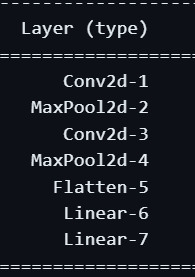 ----------------
Layer (type)
================
Conv2d-1
MaxPool2d-2
Conv2d-3
MaxPool2d-4
Flatten-5
Linear-6
Linear-7
================